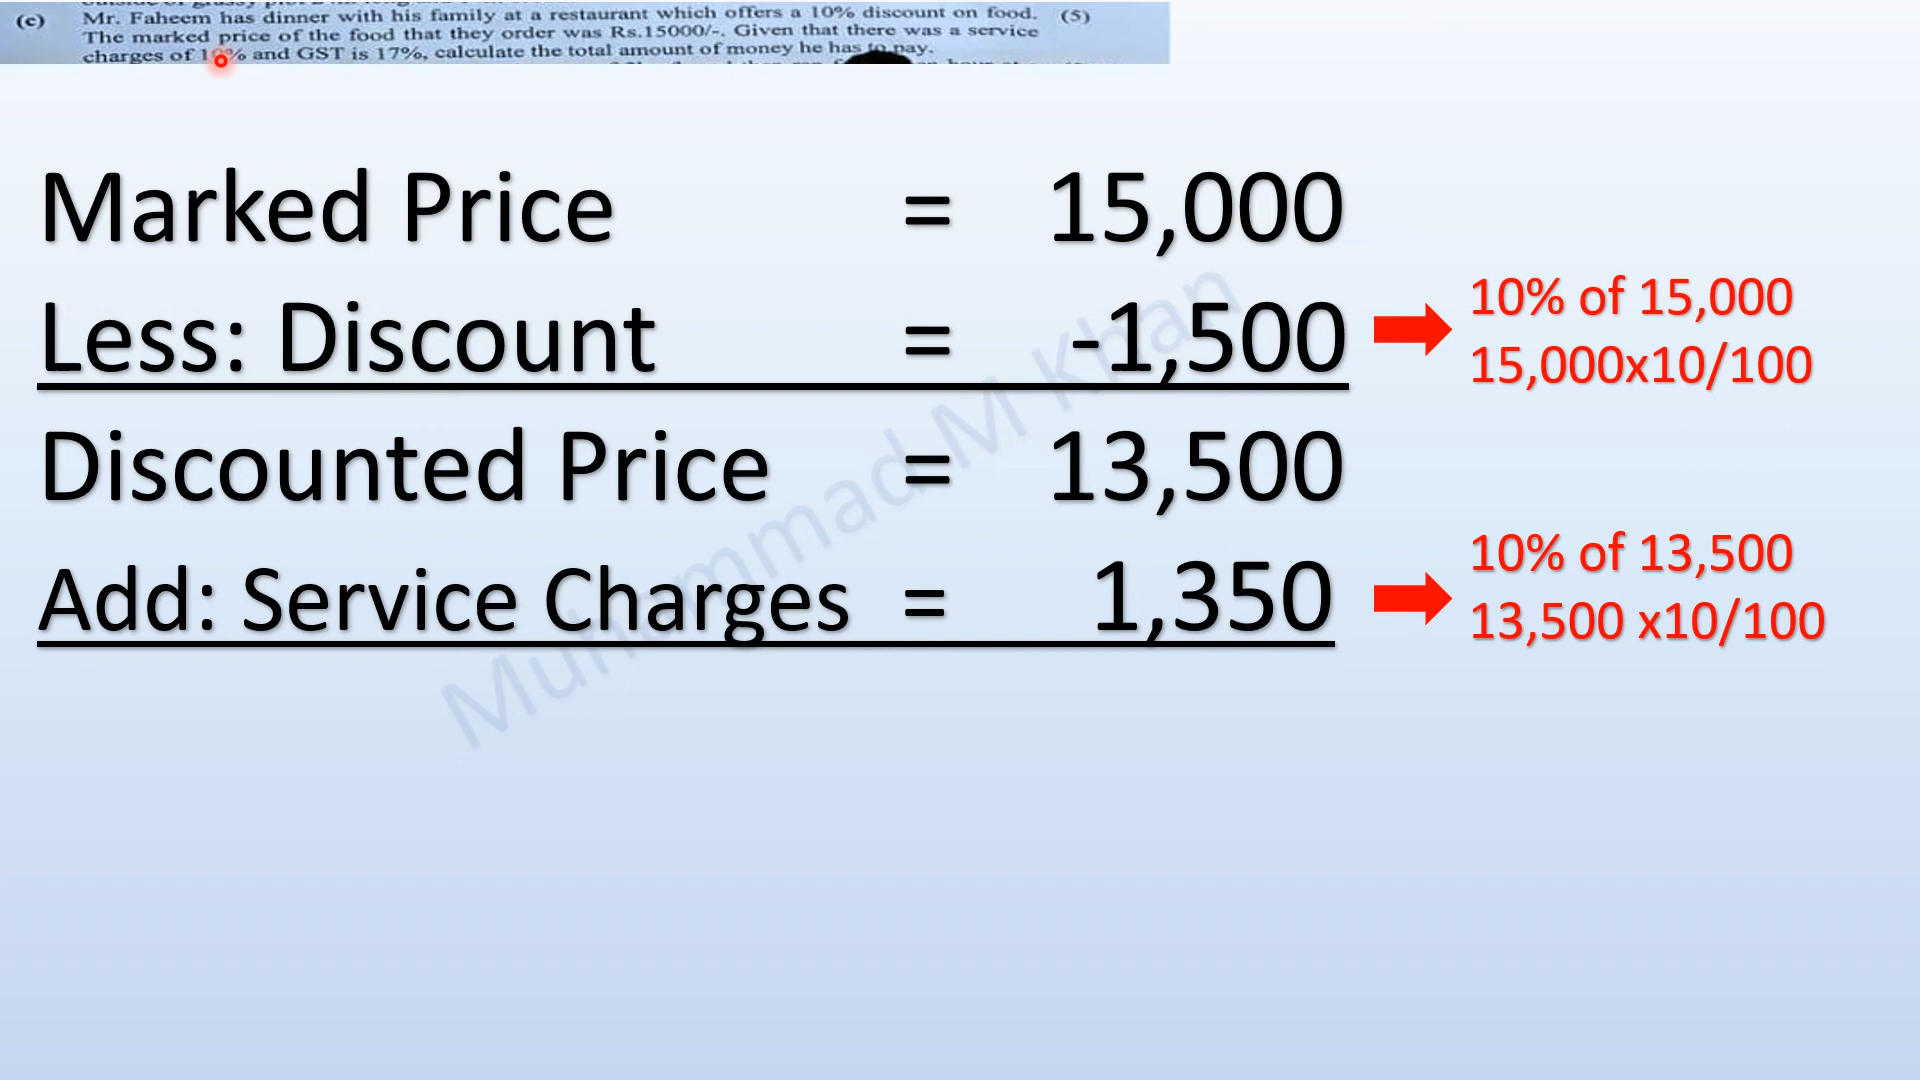 (c) Mr. Faheem has dinner with his family at a restaurant which offers a 10% discount on food. (5)
The marked price of the food that they order was Rs.15000/-. Given that there was a service
charges of 10% and GST is 17%, calculate the total amount of money he has to pay.
Marked Price = 15,000
Less: Discount = -1,500
10% of 15,000
15,000x10/100
Discounted Price = 13,500
Add: Service Charges = 1,350
10% of 13,500
13,500 x10/100
Muhammad M Khan